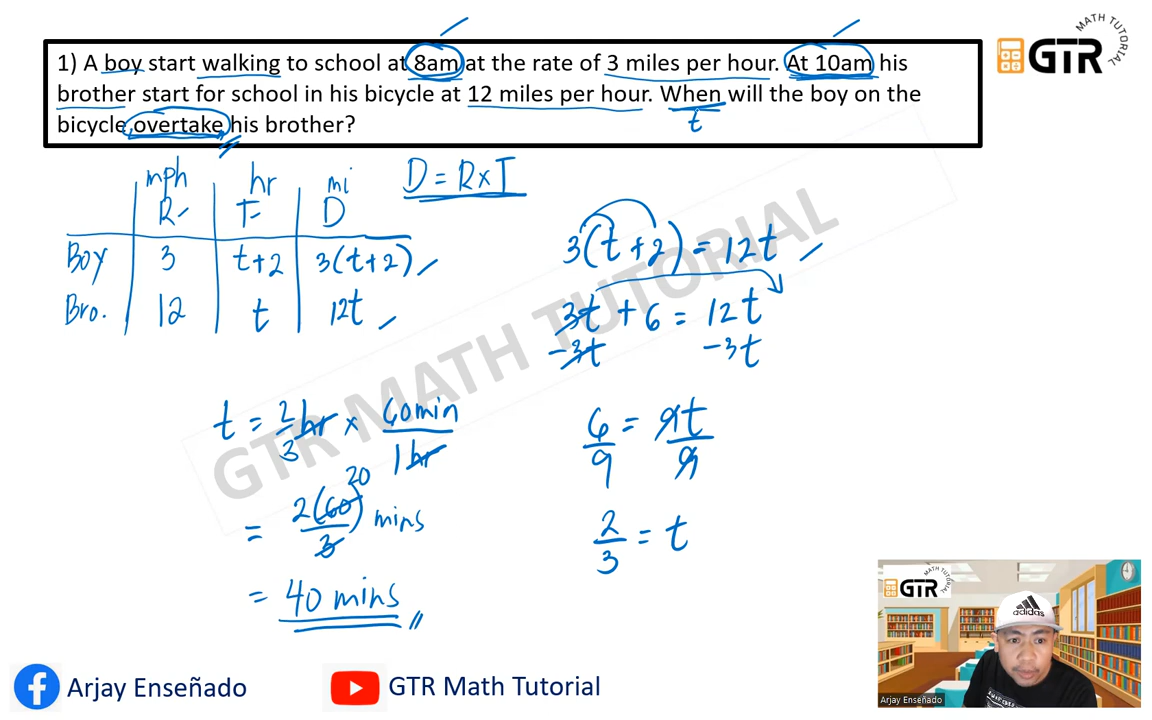 1) A boy start walking to school at 8am at the rate of 3 miles per hour. At 10am his
brother start for school in his bicycle at 12 miles per hour. When will the boy on the
bicycle overtake his brother?
t
GTR
MATH TUTORIAL
mph hr mi
R T D
Boy 3 t+2 3(t+2)
Bro. 12 t 12t
D = R×T
3(t+2) = 12t
3t + 6 = 12t
-3t -3t
6/9 = 9t/9
2/3 = t
t = 2/3 hr × 60min/1hr
= 2(60)/3 mins
20
= 40 mins
GTR MATH TUTORIAL
Arjay Enseñado
GTR Math Tutorial
GTR
MATH TUTORIAL
adidas
Arjay Enseñado